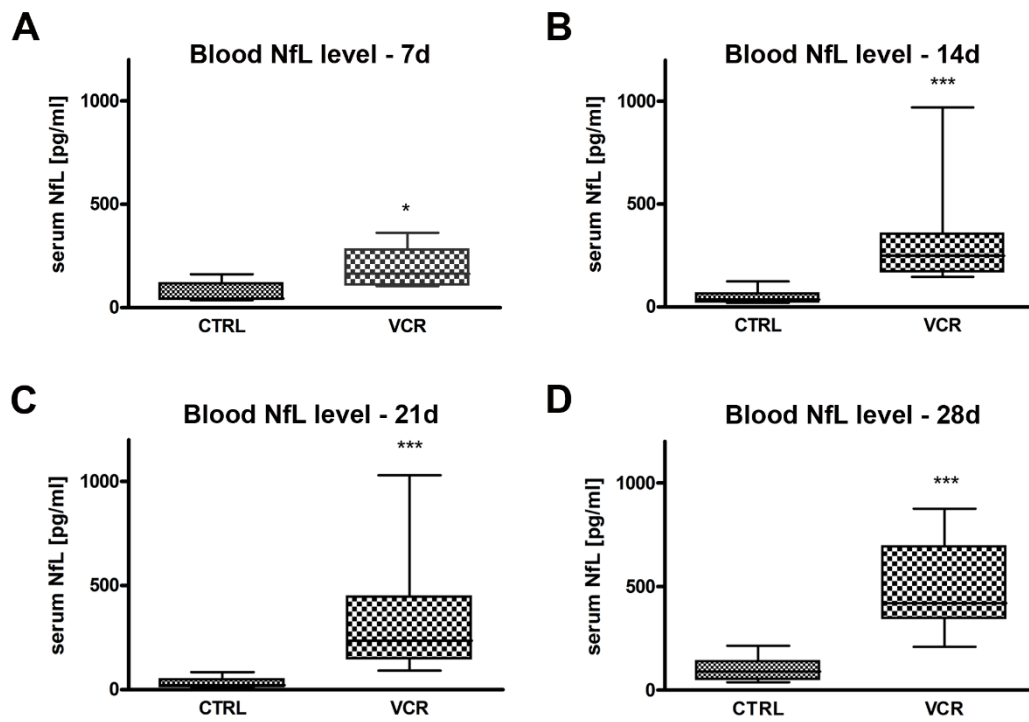 A
Blood NfL level - 7d
serum NfL [pg/ml]
1000
500
0
*
CTRL
VCR
B
Blood NfL level - 14d
serum NfL [pg/ml]
1000
500
0
***
CTRL
VCR
C
Blood NfL level - 21d
serum NfL [pg/ml]
1000
500
0
***
CTRL
VCR
D
Blood NfL level - 28d
serum NfL [pg/ml]
1000
500
0
***
CTRL
VCR